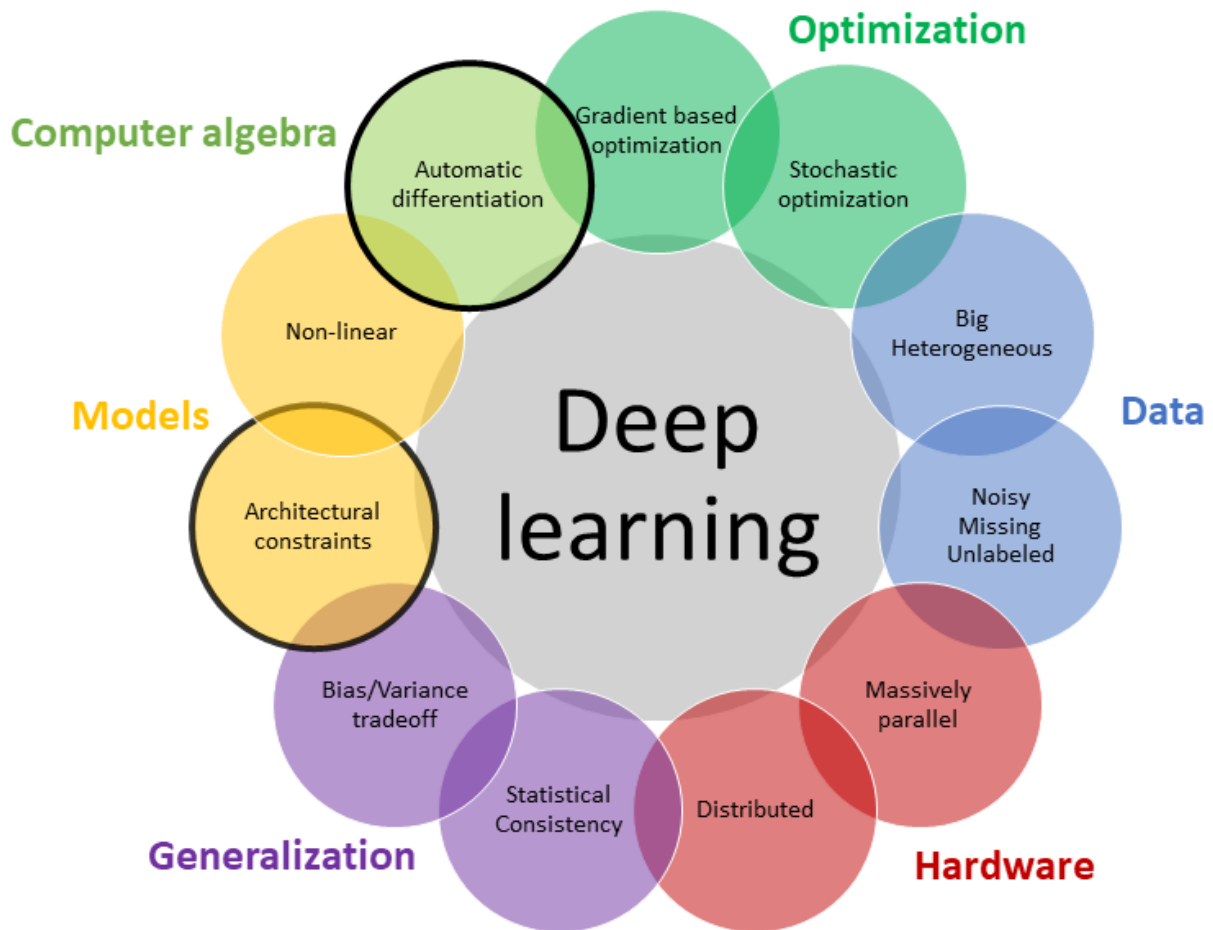 Optimization
Computer algebra
Gradient based
optimization
Automatic
differentiation
Stochastic
optimization
Non-linear
Big
Heterogeneous
Models
Data
Deep
learning
Architectural
constraints
Noisy
Missing
Unlabeled
Bias/Variance
tradeoff
Massively
parallel
Statistical
Consistency
Distributed
Generalization
Hardware